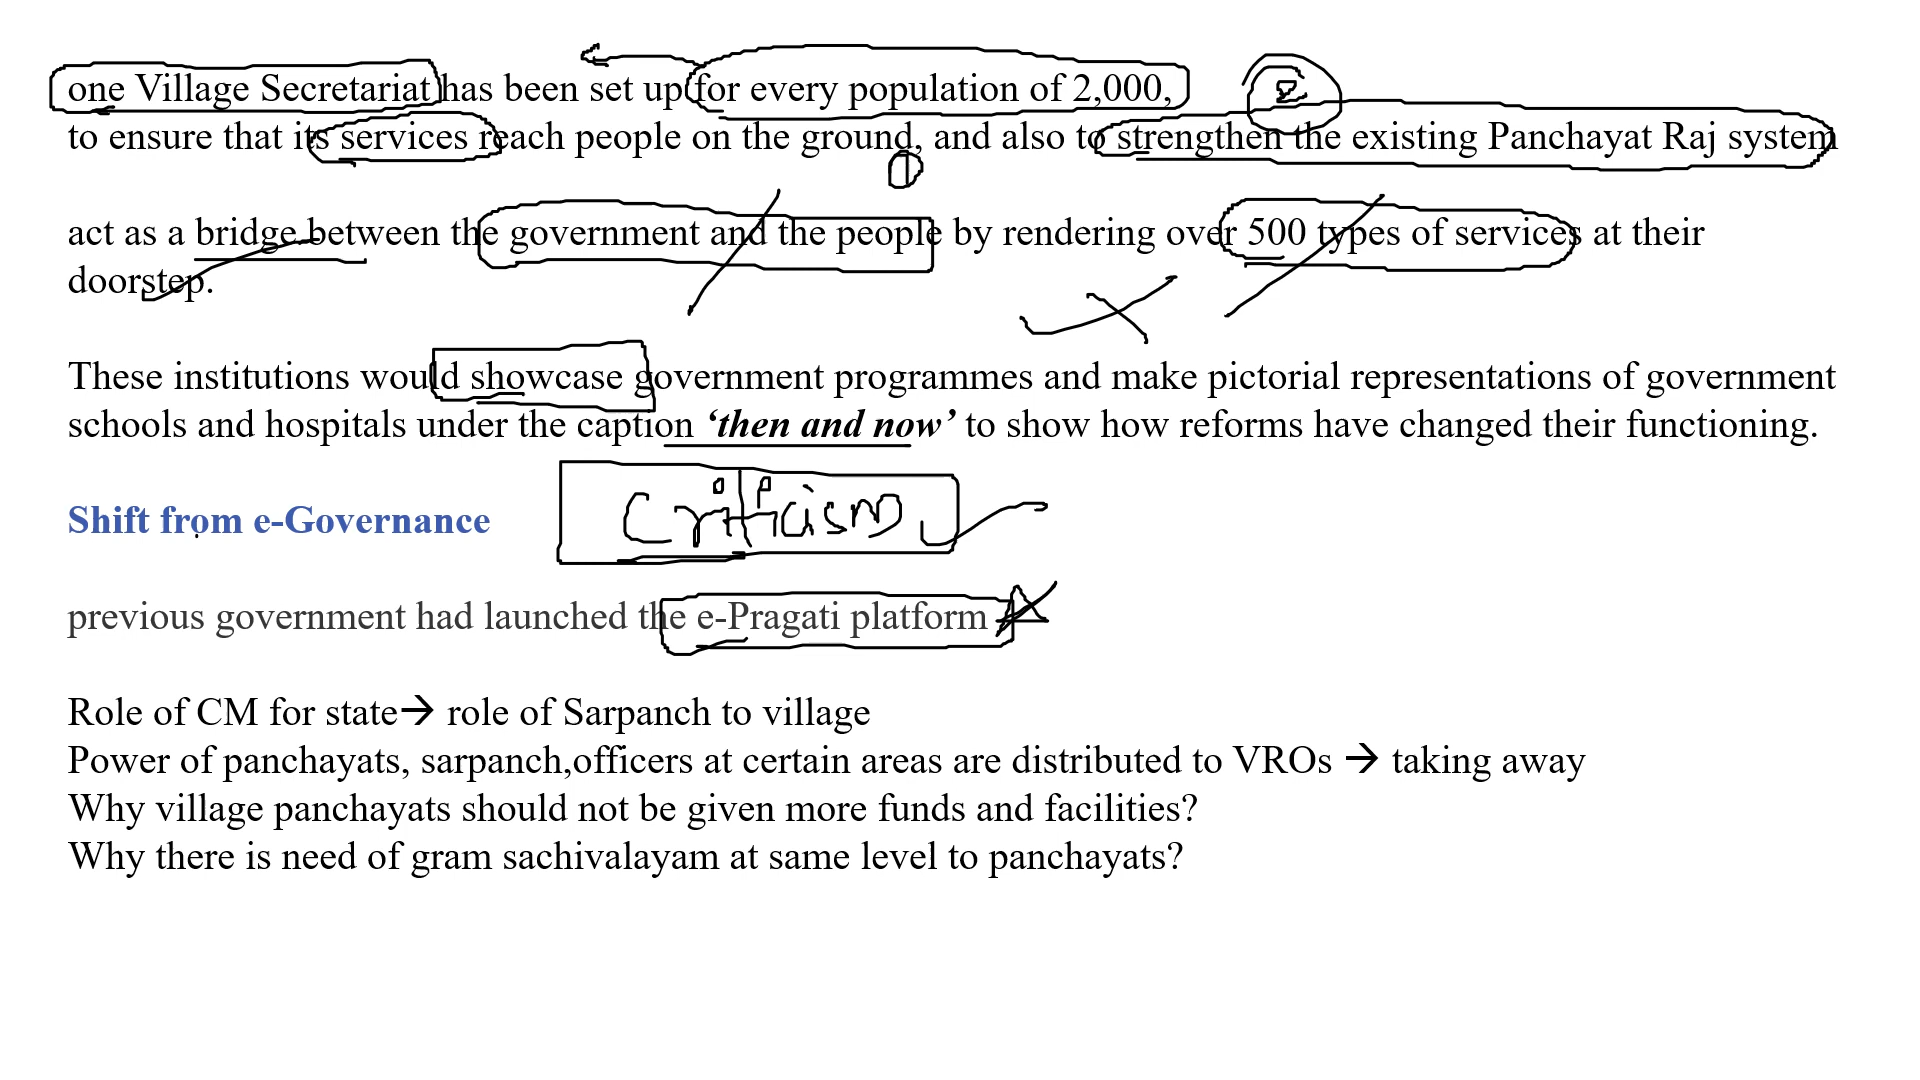 one Village Secretariat has been set up for every population of 2,000,
2
to ensure that its services reach people on the ground, and also to strengthen the existing Panchayat Raj system
1
act as a bridge between the government and the people by rendering over 500 types of services at their
doorstep.
These institutions would showcase government programmes and make pictorial representations of government
schools and hospitals under the caption ‘then and now’ to show how reforms have changed their functioning.
Shift from e-Governance
Criticism
previous government had launched the e-Pragati platform
Role of CM for state→ role of Sarpanch to village
Power of panchayats, sarpanch,officers at certain areas are distributed to VROs → taking away
Why village panchayats should not be given more funds and facilities?
Why there is need of gram sachivalayam at same level to panchayats?